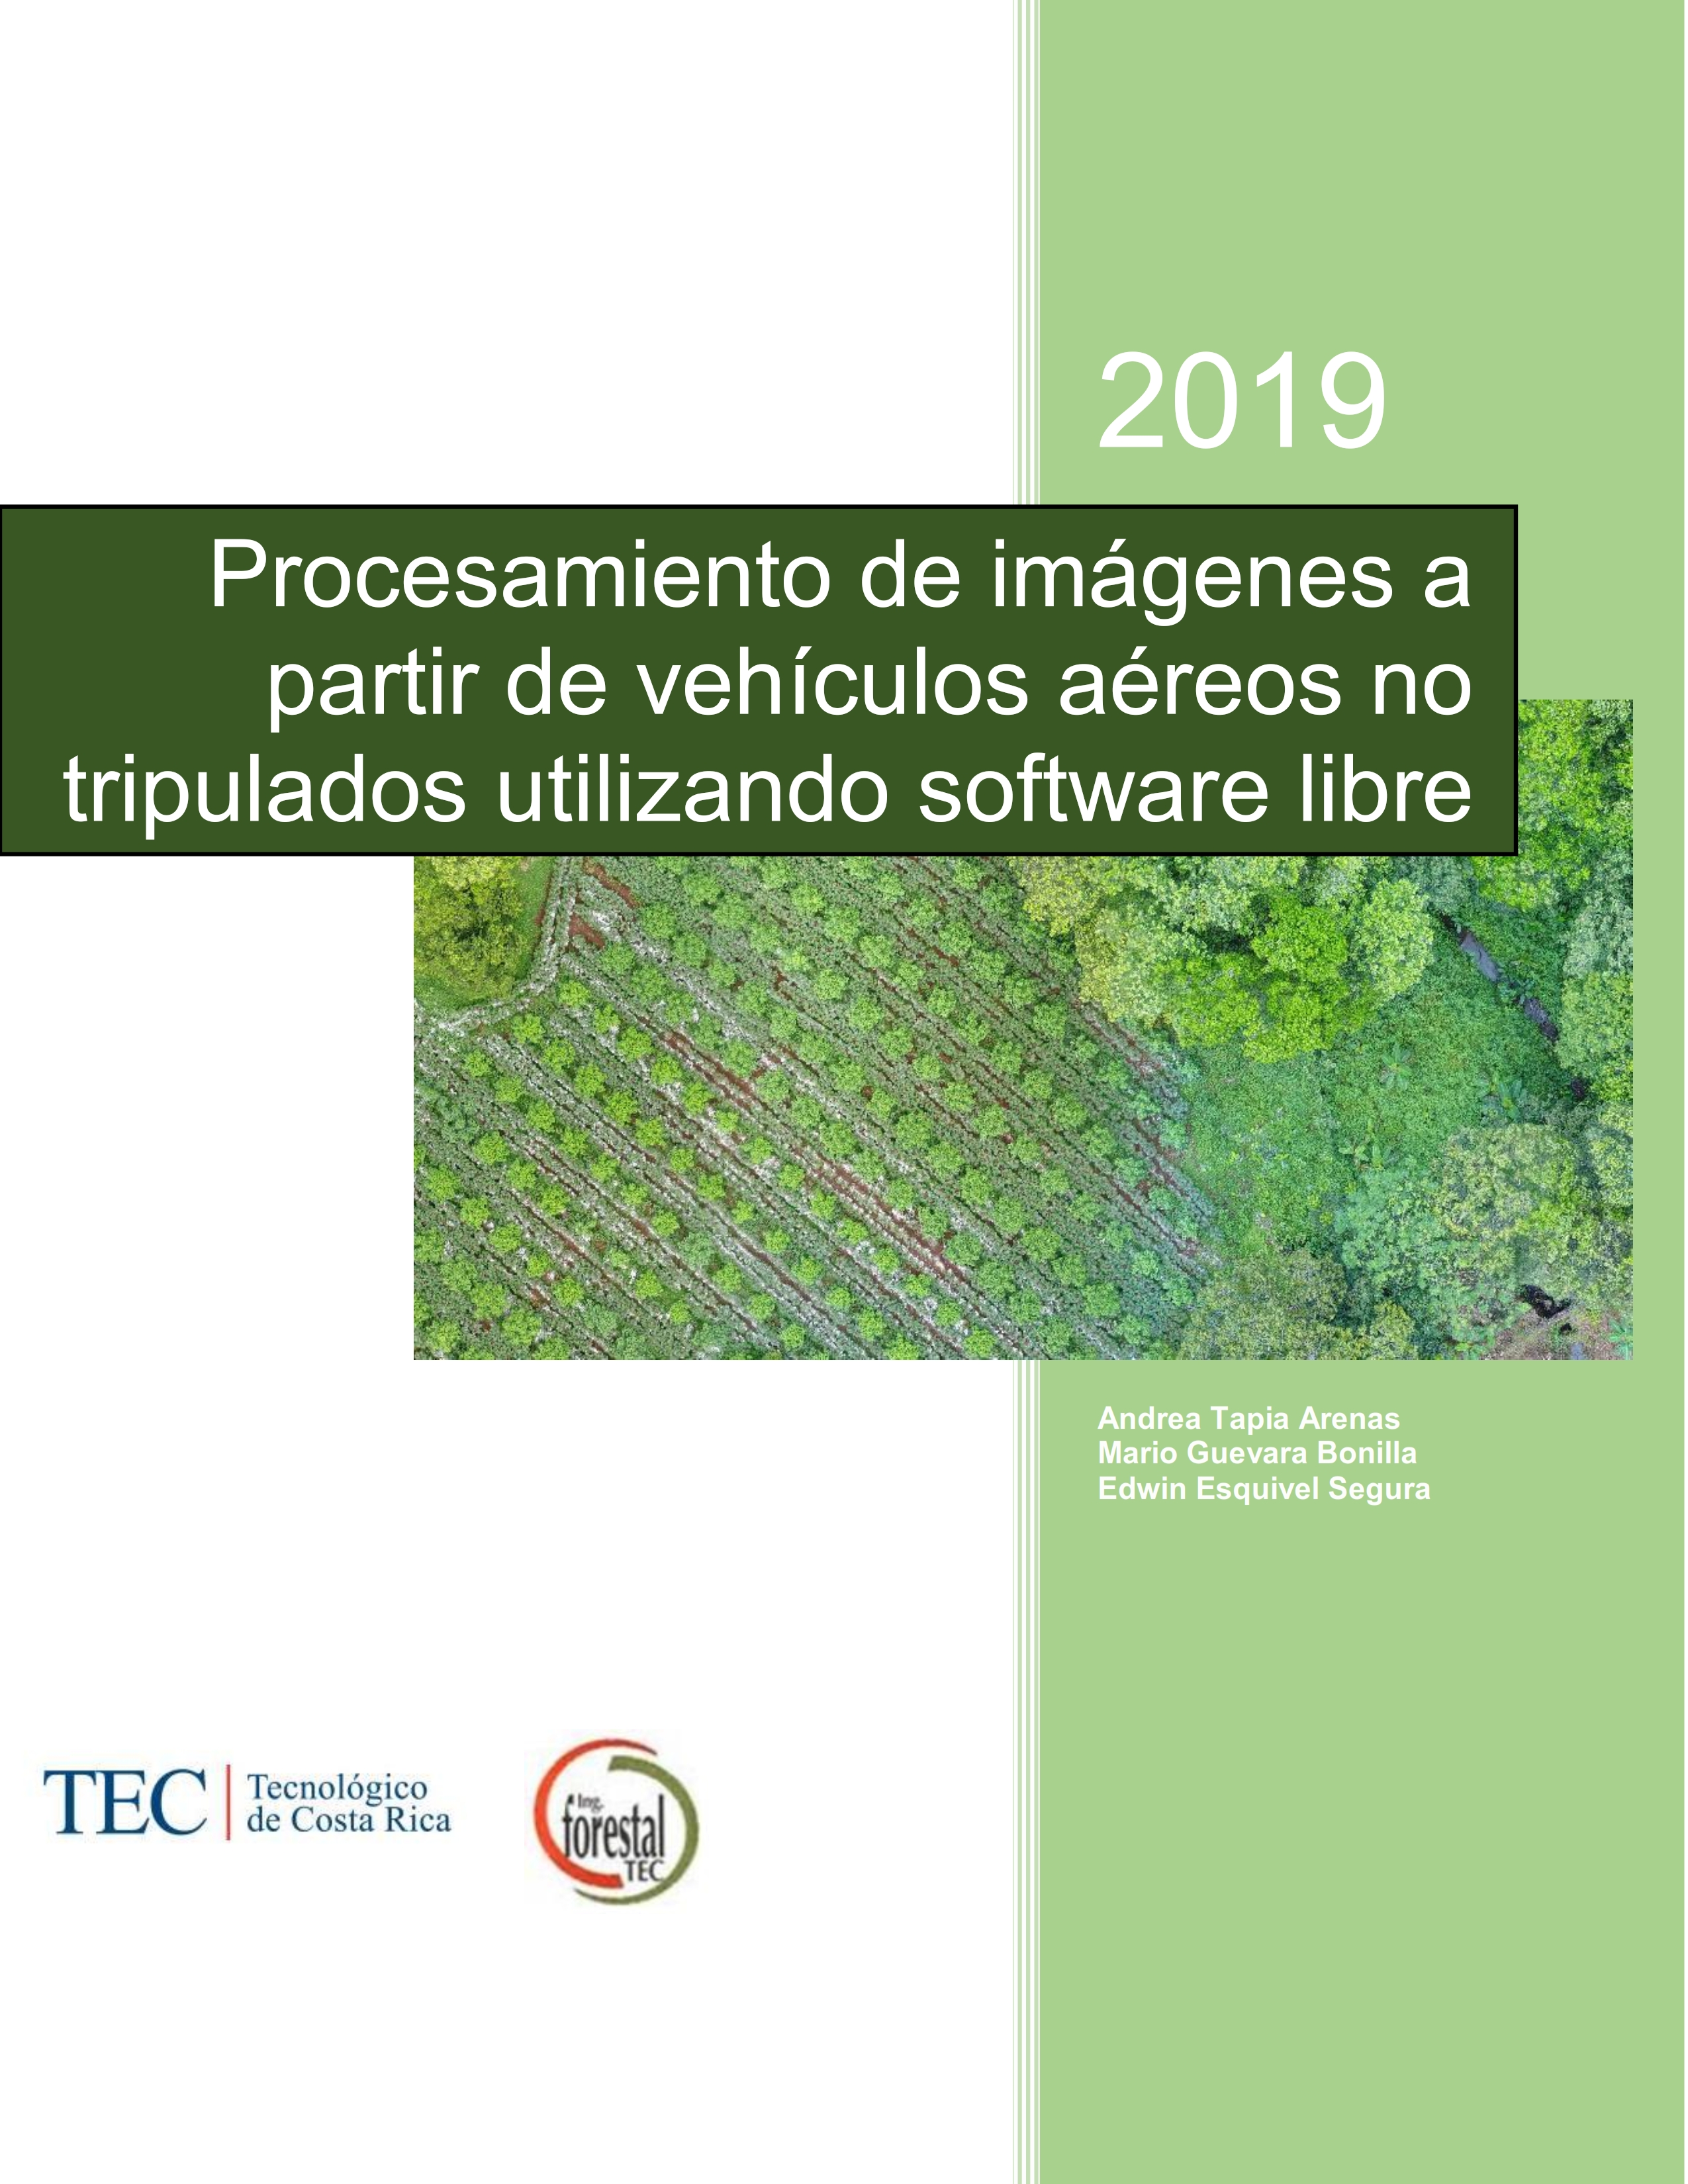 2019
Procesamiento de imágenes a
partir de vehículos aéreos no
tripulados utilizando software libre
Andrea Tapia Arenas
Mario Guevara Bonilla
Edwin Esquivel Segura
TEC
Tecnológico
de Costa Rica
Ing.
forestal
TEC